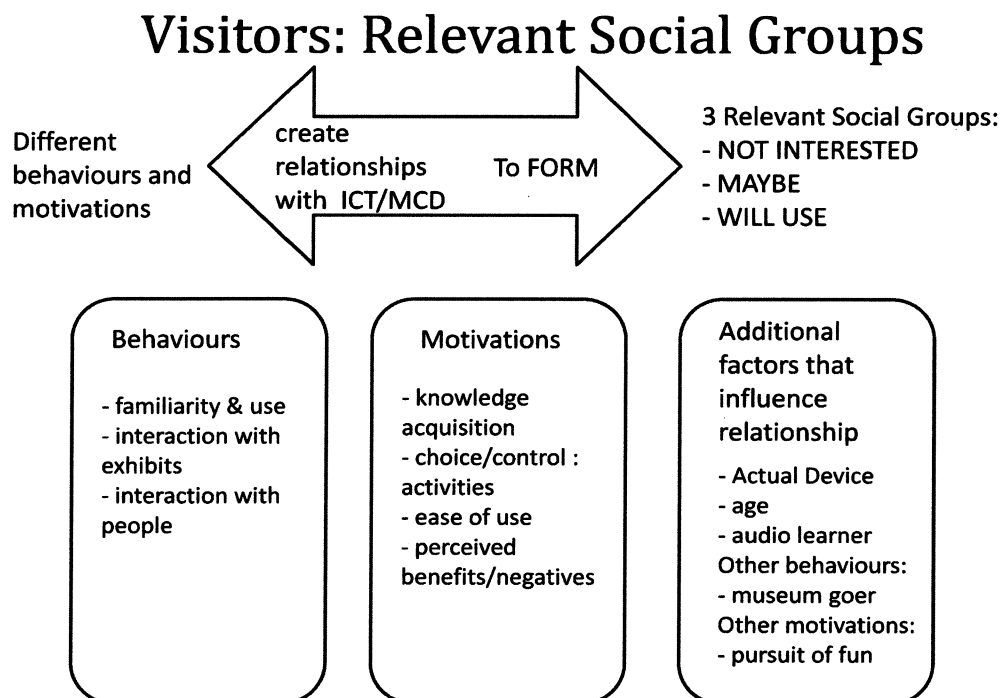 Visitors: Relevant Social Groups
Different
behaviours and
motivations
create
relationships
with ICT/MCD
To FORM
3 Relevant Social Groups:
- NOT INTERESTED
- MAYBE
- WILL USE
Behaviours
- familiarity & use
- interaction with
exhibits
- interaction with
people
Motivations
- knowledge
acquisition
- choice/control :
activities
- ease of use
- perceived
benefits/negatives
Additional
factors that
influence
relationship
- Actual Device
- age
- audio learner
Other behaviours:
- museum goer
Other motivations:
- pursuit of fun